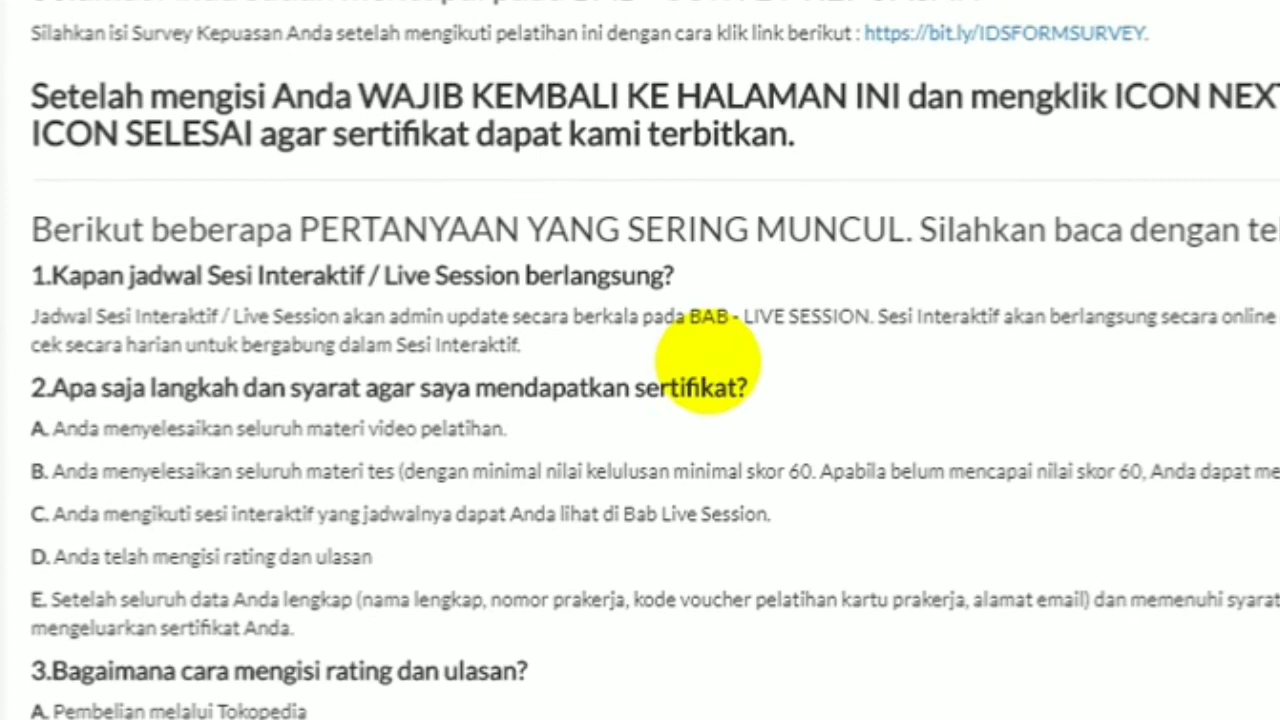 Silahkan isi Survey Kepuasan Anda setelah mengikuti pelatihan ini dengan cara klik link berikut : https://bit.ly/IDSFORMSURVEY.
Setelah mengisi Anda WAJIB KEMBALI KE HALAMAN INI dan mengklik ICON NEXT
ICON SELESAI agar sertifikat dapat kami terbitkan.
Berikut beberapa PERTANYAAN YANG SERING MUNCUL. Silahkan baca dengan te
1.Kapan jadwal Sesi Interaktif / Live Session berlangsung?
Jadwal Sesi Interaktif / Live Session akan admin update secara berkala pada BAB - LIVE SESSION. Sesi Interaktif akan berlangsung secara online
cek secara harian untuk bergabung dalam Sesi Interaktif.
2.Apa saja langkah dan syarat agar saya mendapatkan sertifikat?
A. Anda menyelesaikan seluruh materi video pelatihan.
B. Anda menyelesaikan seluruh materi tes (dengan minimal nilai kelulusan minimal skor 60. Apabila belum mencapai nilai skor 60, Anda dapat me
C. Anda mengikuti sesi interaktif yang jadwalnya dapat Anda lihat di Bab Live Session.
D. Anda telah mengisi rating dan ulasan
E. Setelah seluruh data Anda lengkap (nama lengkap, nomor prakerja, kode voucher pelatihan kartu prakerja, alamat email) dan memenuhi syarat
mengeluarkan sertifikat Anda.
3.Bagaimana cara mengisi rating dan ulasan?
A. Pembelian melalui Tokopedia